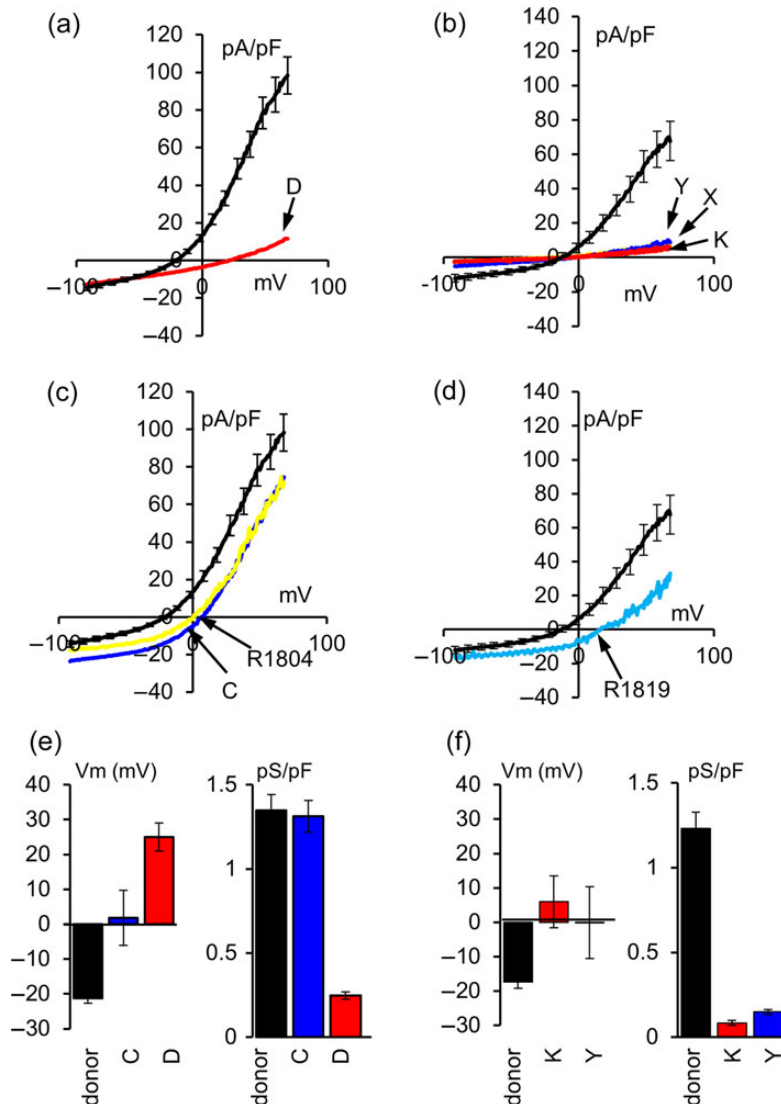 (a)
pA/pF
120
100
80
60
40
20
0
–20
–40
–100
0
100
mV
D
(b)
pA/pF
140
120
100
80
60
40
20
0
–20
–40
-100
0
100
mV
Y
X
K
(c)
pA/pF
120
100
80
60
40
20
0
–20
–40
–100
0
100
mV
R1804
C
(d)
pA/pF
140
120
100
80
60
40
20
0
–20
–40
–100
0
100
mV
R1819
(e)
Vm (mV)
40
30
20
10
0
–10
–20
–30
donor
C
D
pS/pF
1.5
1
0.5
0
donor
C
D
(f)
Vm (mV)
40
30
20
10
0
–10
–20
–30
donor
K
Y
pS/pF
1.5
1
0.5
0
donor
K
Y